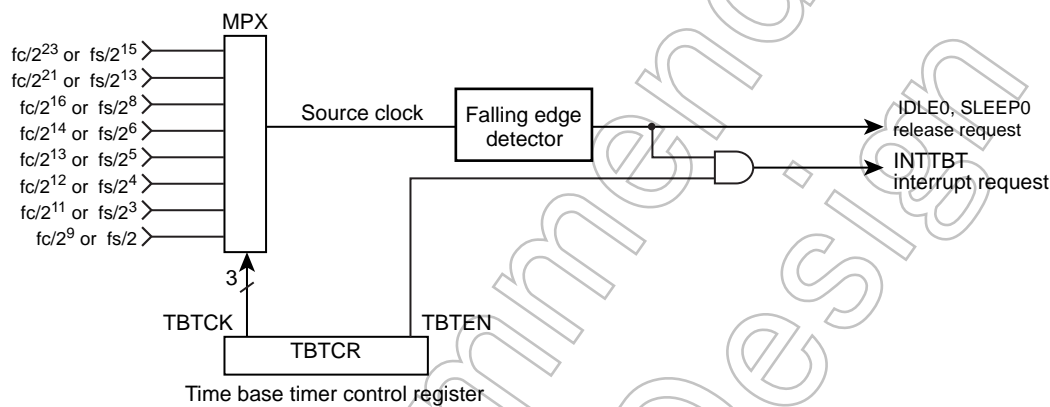 MPX
fc/2^23 or fs/2^15
fc/2^21 or fs/2^13
fc/2^16 or fs/2^8
fc/2^14 or fs/2^6
fc/2^13 or fs/2^5
fc/2^12 or fs/2^4
fc/2^11 or fs/2^3
fc/2^9 or fs/2
Source clock
Falling edge
detector
IDLE0, SLEEP0
release request
INTTBT
interrupt request
3
TBTCK
TBTEN
TBTCR
Time base timer control register
mmend
Design